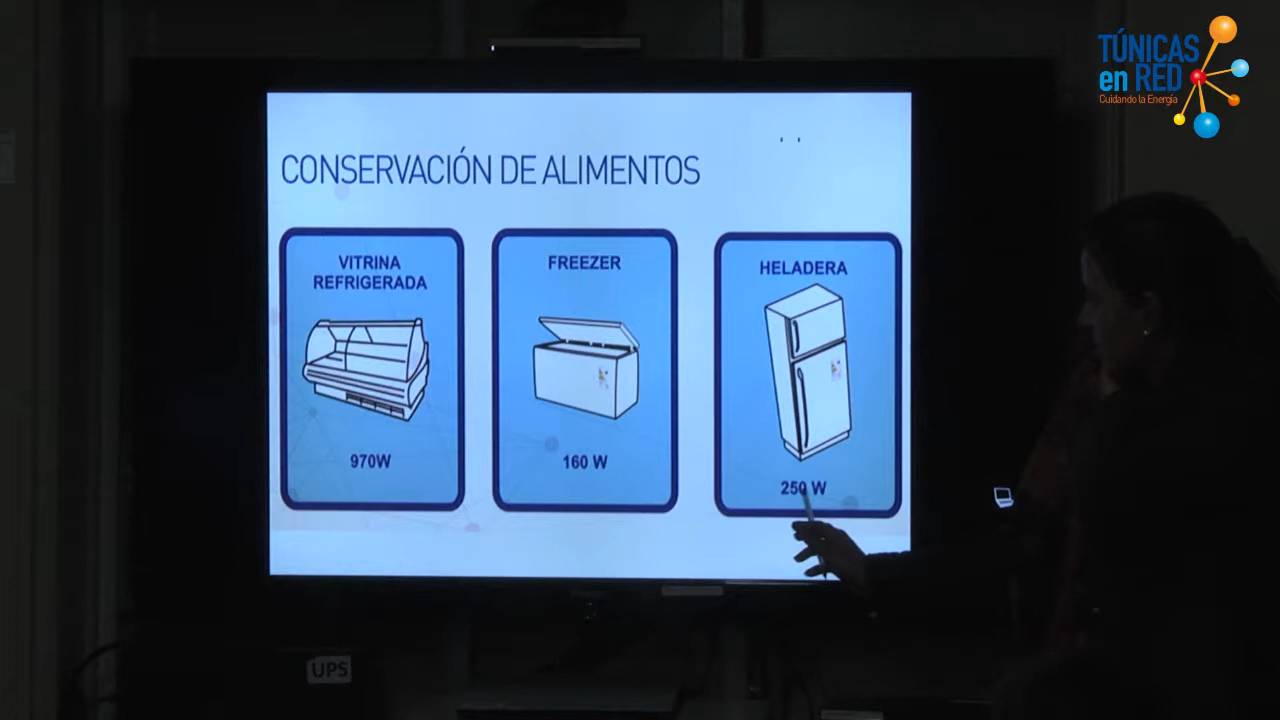 TÚNICAS
en RED
Cuidando la Energía
CONSERVACIÓN DE ALIMENTOS
VITRINA
REFRIGERADA
970W
FREEZER
160 W
HELADERA
250 W
UPS